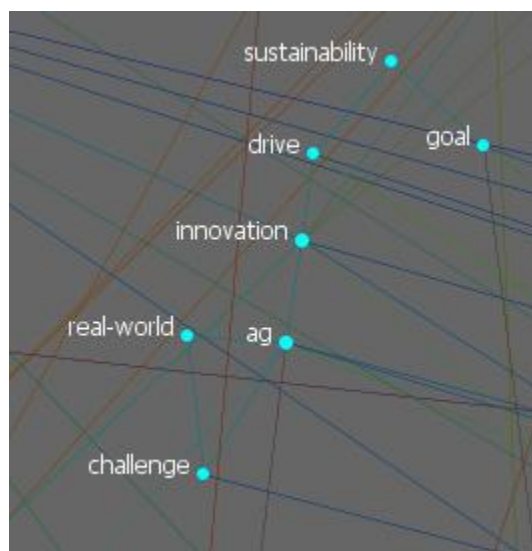 sustainability
goal
drive
innovation
real-world
ag
challenge